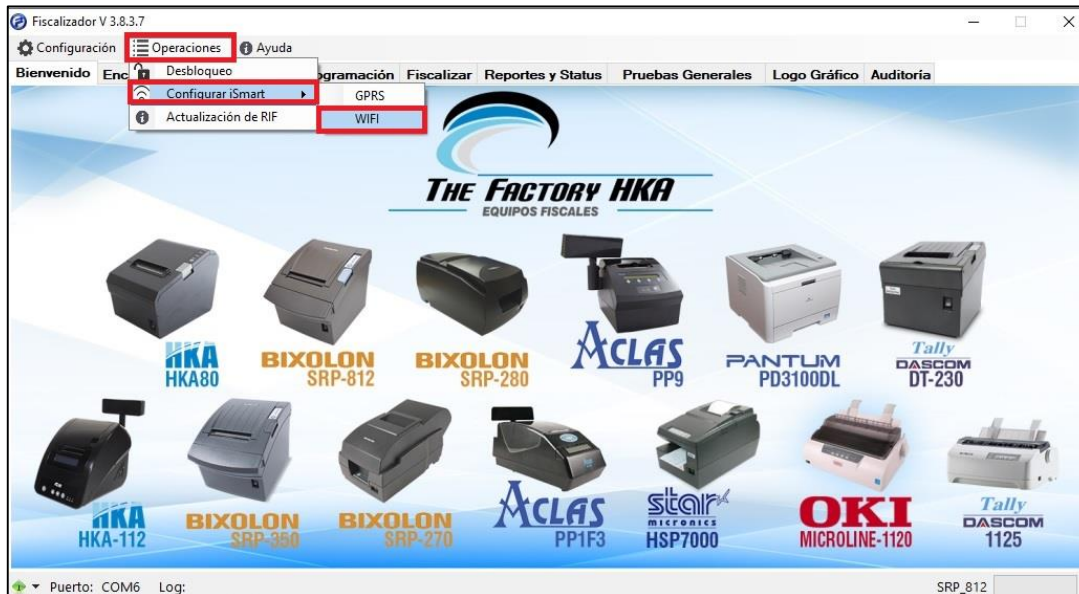 Fiscalizador V 3.8.3.7
Configuración Operaciones Ayuda
Bienvenido Enc ogramación Fiscalizar Reportes y Status Pruebas Generales Logo Gráfico Auditoría
Desbloqueo
Configurar iSmart GPRS
Actualización de RIF WIFI
THE FACTORY HKA
EQUIPOS FISCALES
HKA
HKA80
BIXOLON
SRP-812
BIXOLON
SRP-280
ACLAS
PP9
PANTUM
PD3100DL
Tally
DASCOM
DT-230
HKA
HKA-112
BIXOLON
SRP-350
BIXOLON
SRP-270
ACLAS
PP1F3
star
micronics
HSP7000
OKI
MICROLINE-1120
Tally
DASCOM
1125
Puerto: COM6 Log: SRP_812